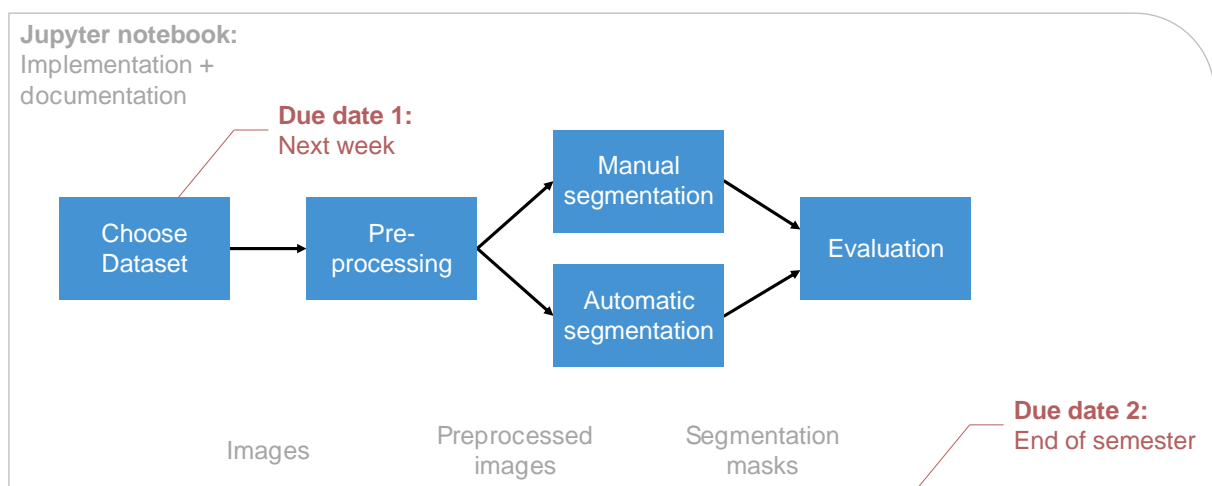 Jupyter notebook:
Implementation +
documentation
Due date 1:
Next week
Choose
Dataset
Pre-
processing
Manual
segmentation
Automatic
segmentation
Evaluation
Images
Preprocessed
images
Segmentation
masks
Due date 2:
End of semester